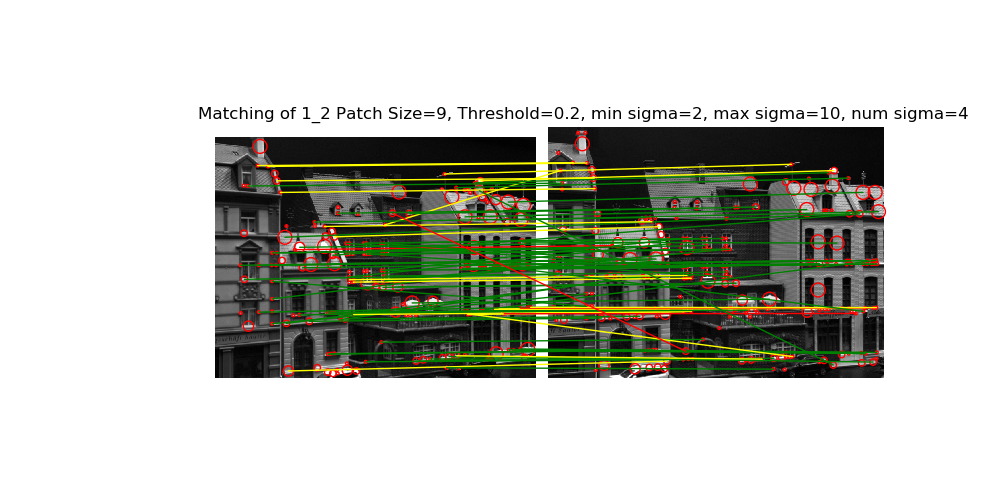 Matching of 1_2 Patch Size=9, Threshold=0.2, min sigma=2, max sigma=10, num sigma=4